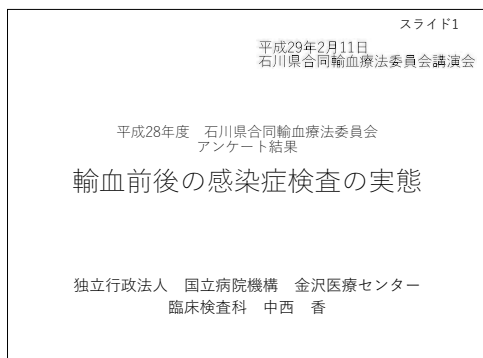 スライド1
平成29年2月11日
石川県合同輸血療法委員会講演会
平成28年度　石川県合同輸血療法委員会
アンケート結果
輸血前後の感染症検査の実態
独立行政法人　国立病院機構　金沢医療センター
臨床検査科　中西　香